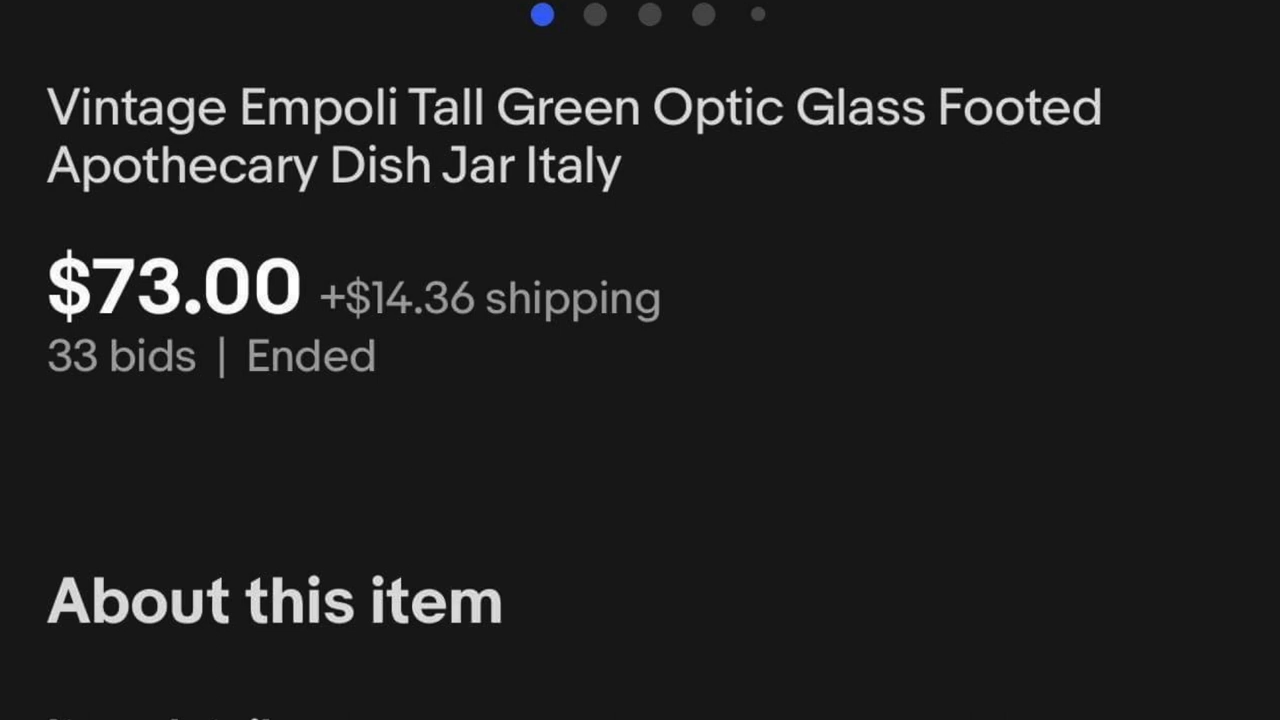 Vintage Empoli Tall Green Optic Glass Footed
Apothecary Dish Jar Italy
$73.00 +$14.36 shipping
33 bids | Ended
About this item